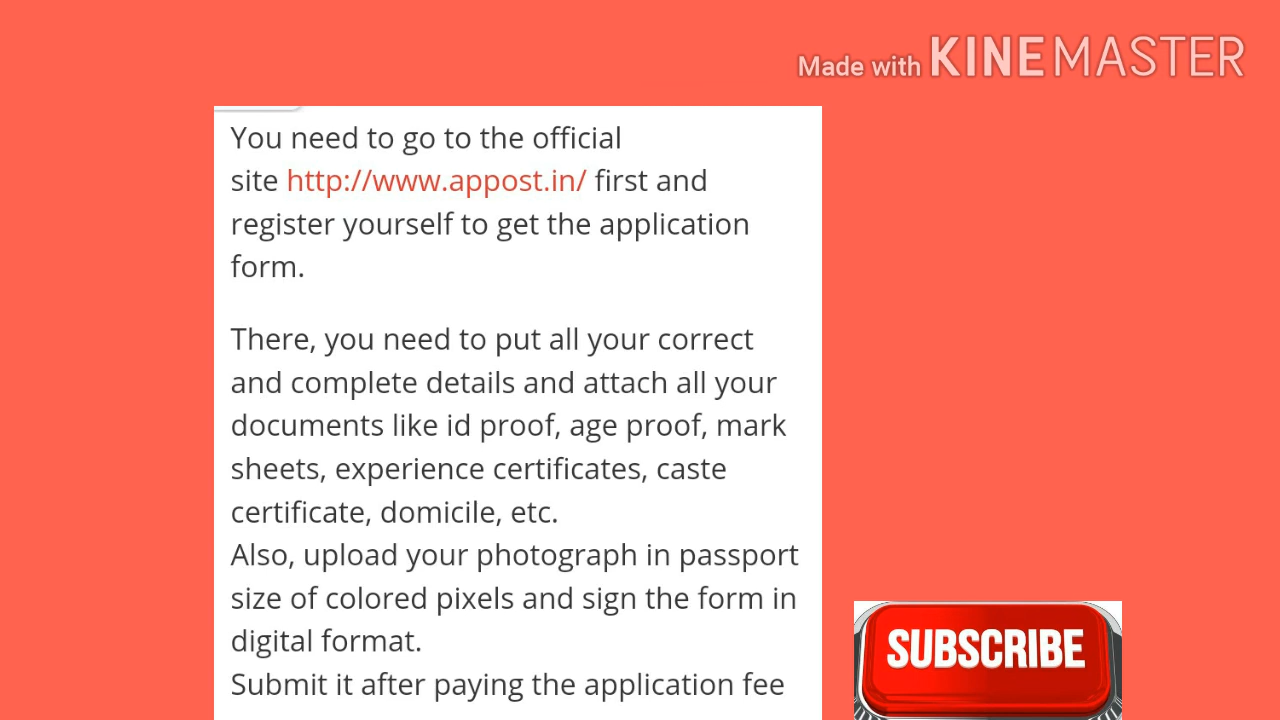 Made with KINEMASTER
You need to go to the official
site http://www.appost.in/ first and
register yourself to get the application
form.
There, you need to put all your correct
and complete details and attach all your
documents like id proof, age proof, mark
sheets, experience certificates, caste
certificate, domicile, etc.
Also, upload your photograph in passport
size of colored pixels and sign the form in
digital format.
Submit it after paying the application fee
SUBSCRIBE